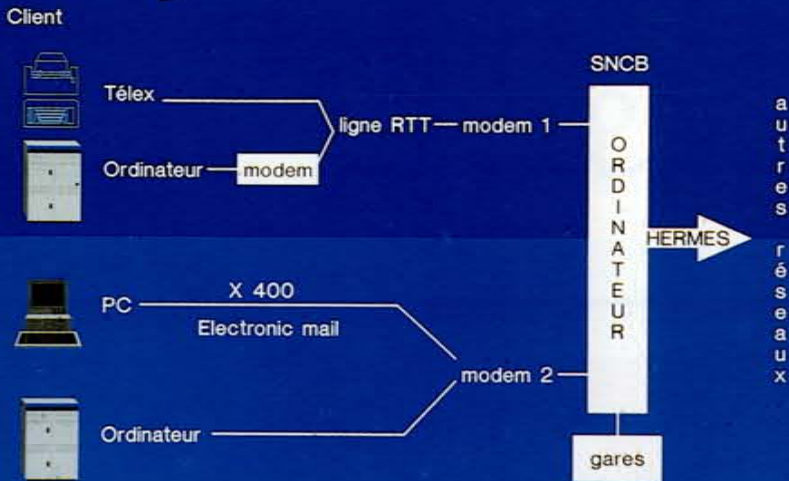 Client
SNCB
Télex
ligne RTT
modem 1
Ordinateur
modem
ORDINATEUR
HERMES
autres réseaux
PC
X 400
Electronic mail
modem 2
Ordinateur
gares